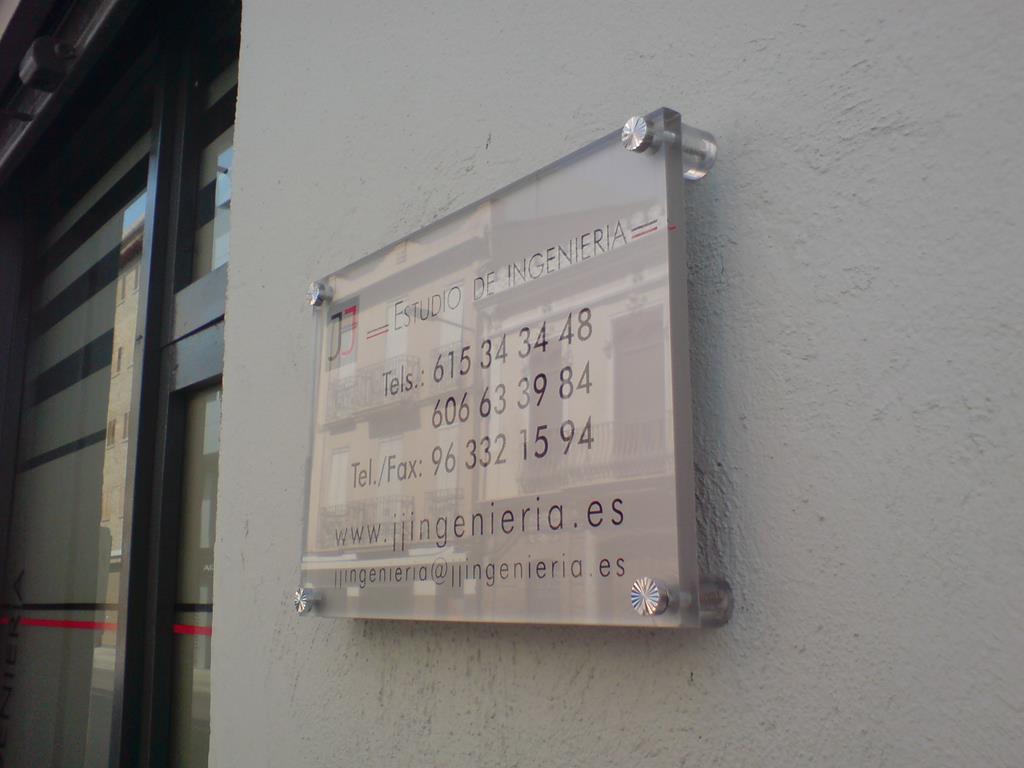 JJ ESTUDIO DE INGENIERIA
Tels.: 615 34 34 48
606 63 39 84
Tel./Fax: 96 332 15 94
www.jjingenieria.es
jjingenieria@jjingenieria.es